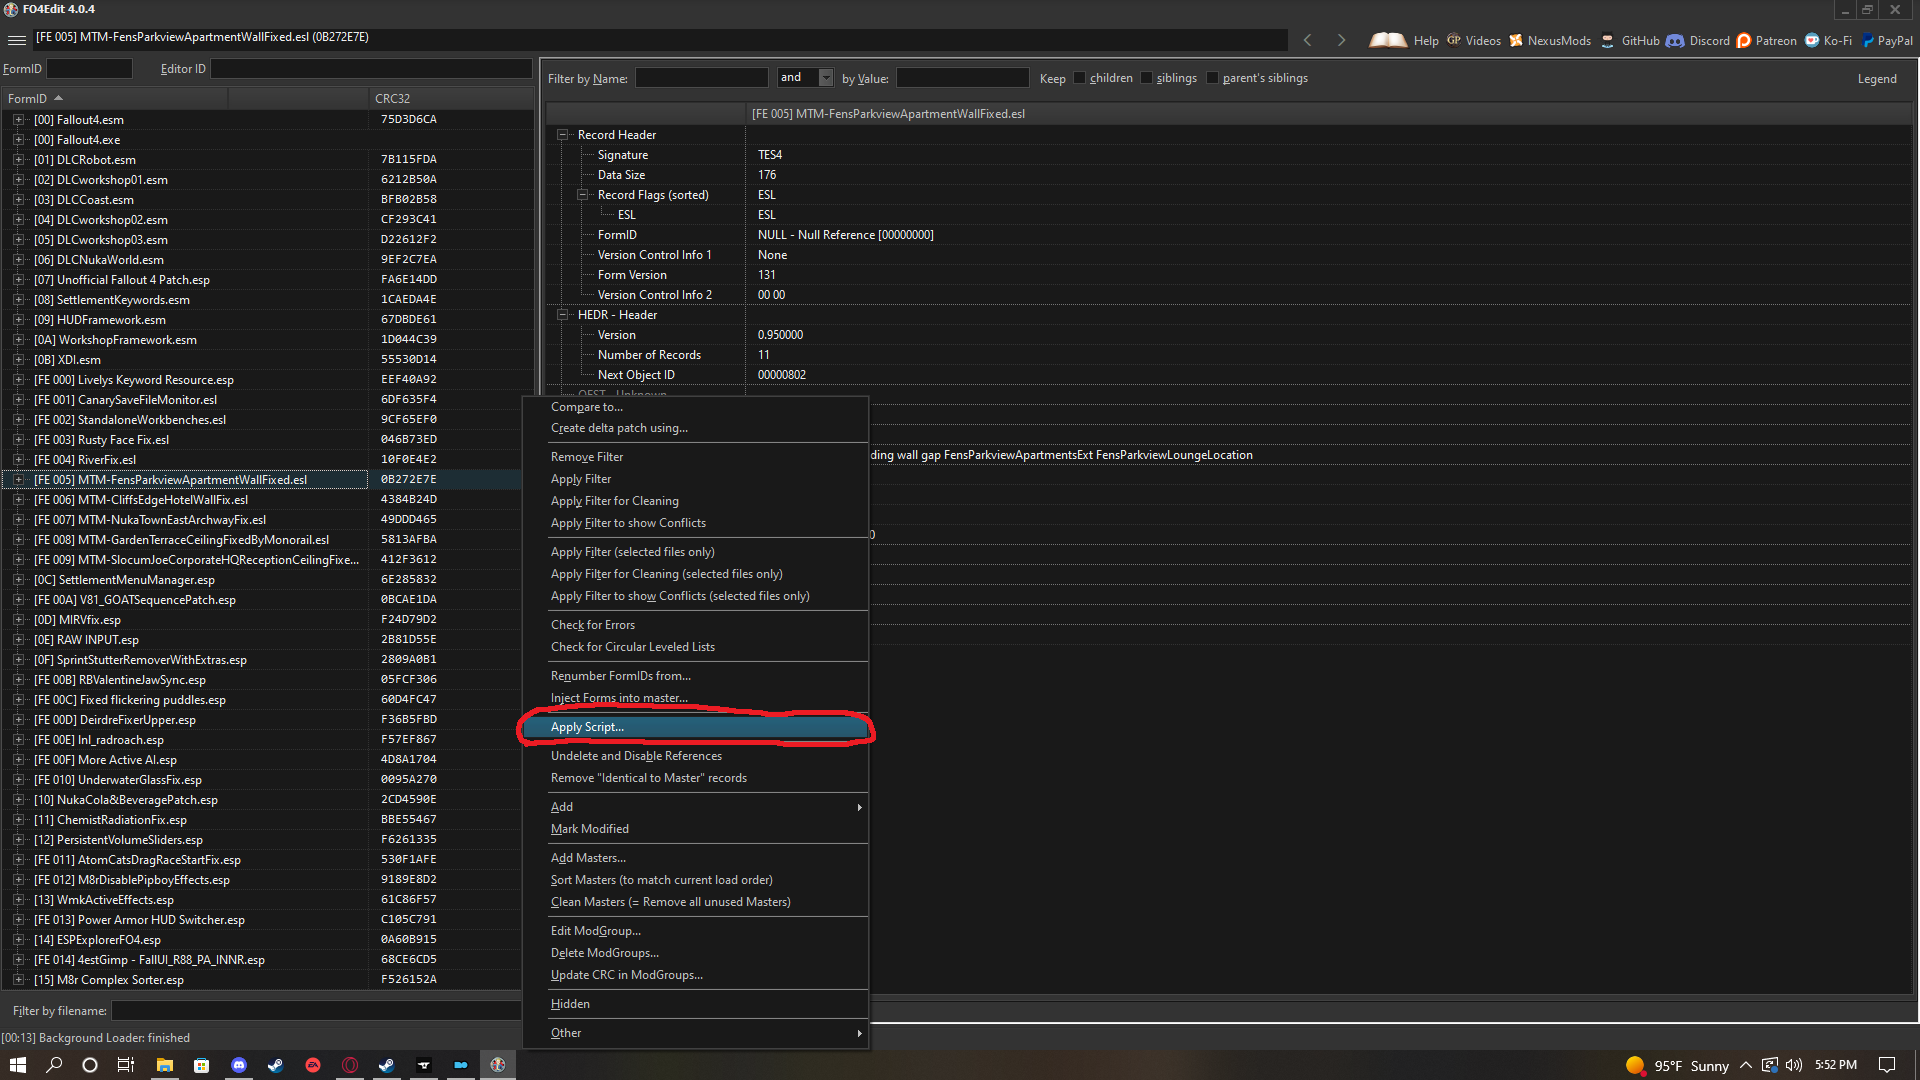 FO4Edit 4.0.4
[FE 005] MTM-FensParkviewApartmentWallFixed.esl (0B272E7E)
Help
Videos
NexusMods
GitHub
Discord
Patreon
Ko-Fi
PayPal
FormID
Editor ID
FormID
CRC32
[00] Fallout4.esm 75D3D6CA
[00] Fallout4.exe
[01] DLCRobot.esm 7B115FDA
[02] DLCworkshop01.esm 6212B50A
[03] DLCCoast.esm BFB02B58
[04] DLCworkshop02.esm CF293C41
[05] DLCworkshop03.esm D22612F2
[06] DLCNukaWorld.esm 9EF2C7EA
[07] Unofficial Fallout 4 Patch.esp FA6E14DD
[08] SettlementKeywords.esm 1CAEDA4E
[09] HUDFramework.esm 67DBDE61
[0A] WorkshopFramework.esm 1D044C39
[0B] XDI.esm 55530D14
[FE 000] Livelys Keyword Resource.esp EEF40A92
[FE 001] CanarySaveFileMonitor.esl 6DF635F4
[FE 002] StandaloneWorkbenches.esl 9CF65EF0
[FE 003] Rusty Face Fix.esl 046B73ED
[FE 004] RiverFix.esl 10F0E4E2
[FE 005] MTM-FensParkviewApartmentWallFixed.esl 0B272E7E
[FE 006] MTM-CliffsEdgeHotelWallFix.esl 4384B24D
[FE 007] MTM-NukaTownEastArchwayFix.esl 49DDD465
[FE 008] MTM-GardenTerraceCeilingFixedByMonorail.esl 5813AFBA
[FE 009] MTM-SlocumJoeCorporateHQReceptionCeilingFixe... 412F3612
[0C] SettlementMenuManager.esp 6E285832
[FE 00A] V81_GOATSequencePatch.esp 0BCAE1DA
[0D] MIRVfix.esp F24D79D2
[0E] RAW INPUT.esp 2B81D55E
[0F] SprintStutterRemoverWithExtras.esp 2809A0B1
[FE 00B] RBValentineJawSync.esp 05FCF306
[FE 00C] Fixed flickering puddles.esp 60D4FC47
[FE 00D] DeirdreFixerUpper.esp F36B5FBD
[FE 00E] Inl_radroach.esp F57EF867
[FE 00F] More Active AI.esp 4D8A1704
[FE 010] UnderwaterGlassFix.esp 0095A270
[10] NukaCola&BeveragePatch.esp 2CD4590E
[11] ChemistRadiationFix.esp BBE55467
[12] PersistentVolumeSliders.esp F6261335
[FE 011] AtomCatsDragRaceStartFix.esp 530F1AFE
[FE 012] M8rDisablePipboyEffects.esp 9189E8D2
[13] WmkActiveEffects.esp 61C86F57
[FE 013] Power Armor HUD Switcher.esp C105C791
[14] ESPExplorerFO4.esp 0A60B915
[FE 014] 4estGimp - FallUI_R88_PA_INNR.esp 68CE6CD5
[15] M8r Complex Sorter.esp F526152A
Filter by filename:
[00:13] Background Loader: finished
Filter by Name:
and
by Value:
Keep
children
siblings
parent's siblings
Legend
[FE 005] MTM-FensParkviewApartmentWallFixed.esl
Record Header
Signature TES4
Data Size 176
Record Flags (sorted) ESL
ESL ESL
FormID NULL - Null Reference [00000000]
Version Control Info 1 None
Form Version 131
Version Control Info 2 00 00
HEDR - Header
Version 0.950000
Number of Records 11
Next Object ID 00000802
OFST - Unknown
ding wall gap FensParkviewApartmentsExt FensParkviewLoungeLocation
0
Compare to...
Create delta patch using...
Remove Filter
Apply Filter
Apply Filter for Cleaning
Apply Filter to show Conflicts
Apply Filter (selected files only)
Apply Filter for Cleaning (selected files only)
Apply Filter to show Conflicts (selected files only)
Check for Errors
Check for Circular Leveled Lists
Renumber FormIDs from...
Inject Forms into master...
Apply Script...
Undelete and Disable References
Remove "Identical to Master" records
Add
Mark Modified
Add Masters...
Sort Masters (to match current load order)
Clean Masters (= Remove all unused Masters)
Edit ModGroup...
Delete ModGroups...
Update CRC in ModGroups...
Hidden
Other
95°F Sunny
5:52 PM